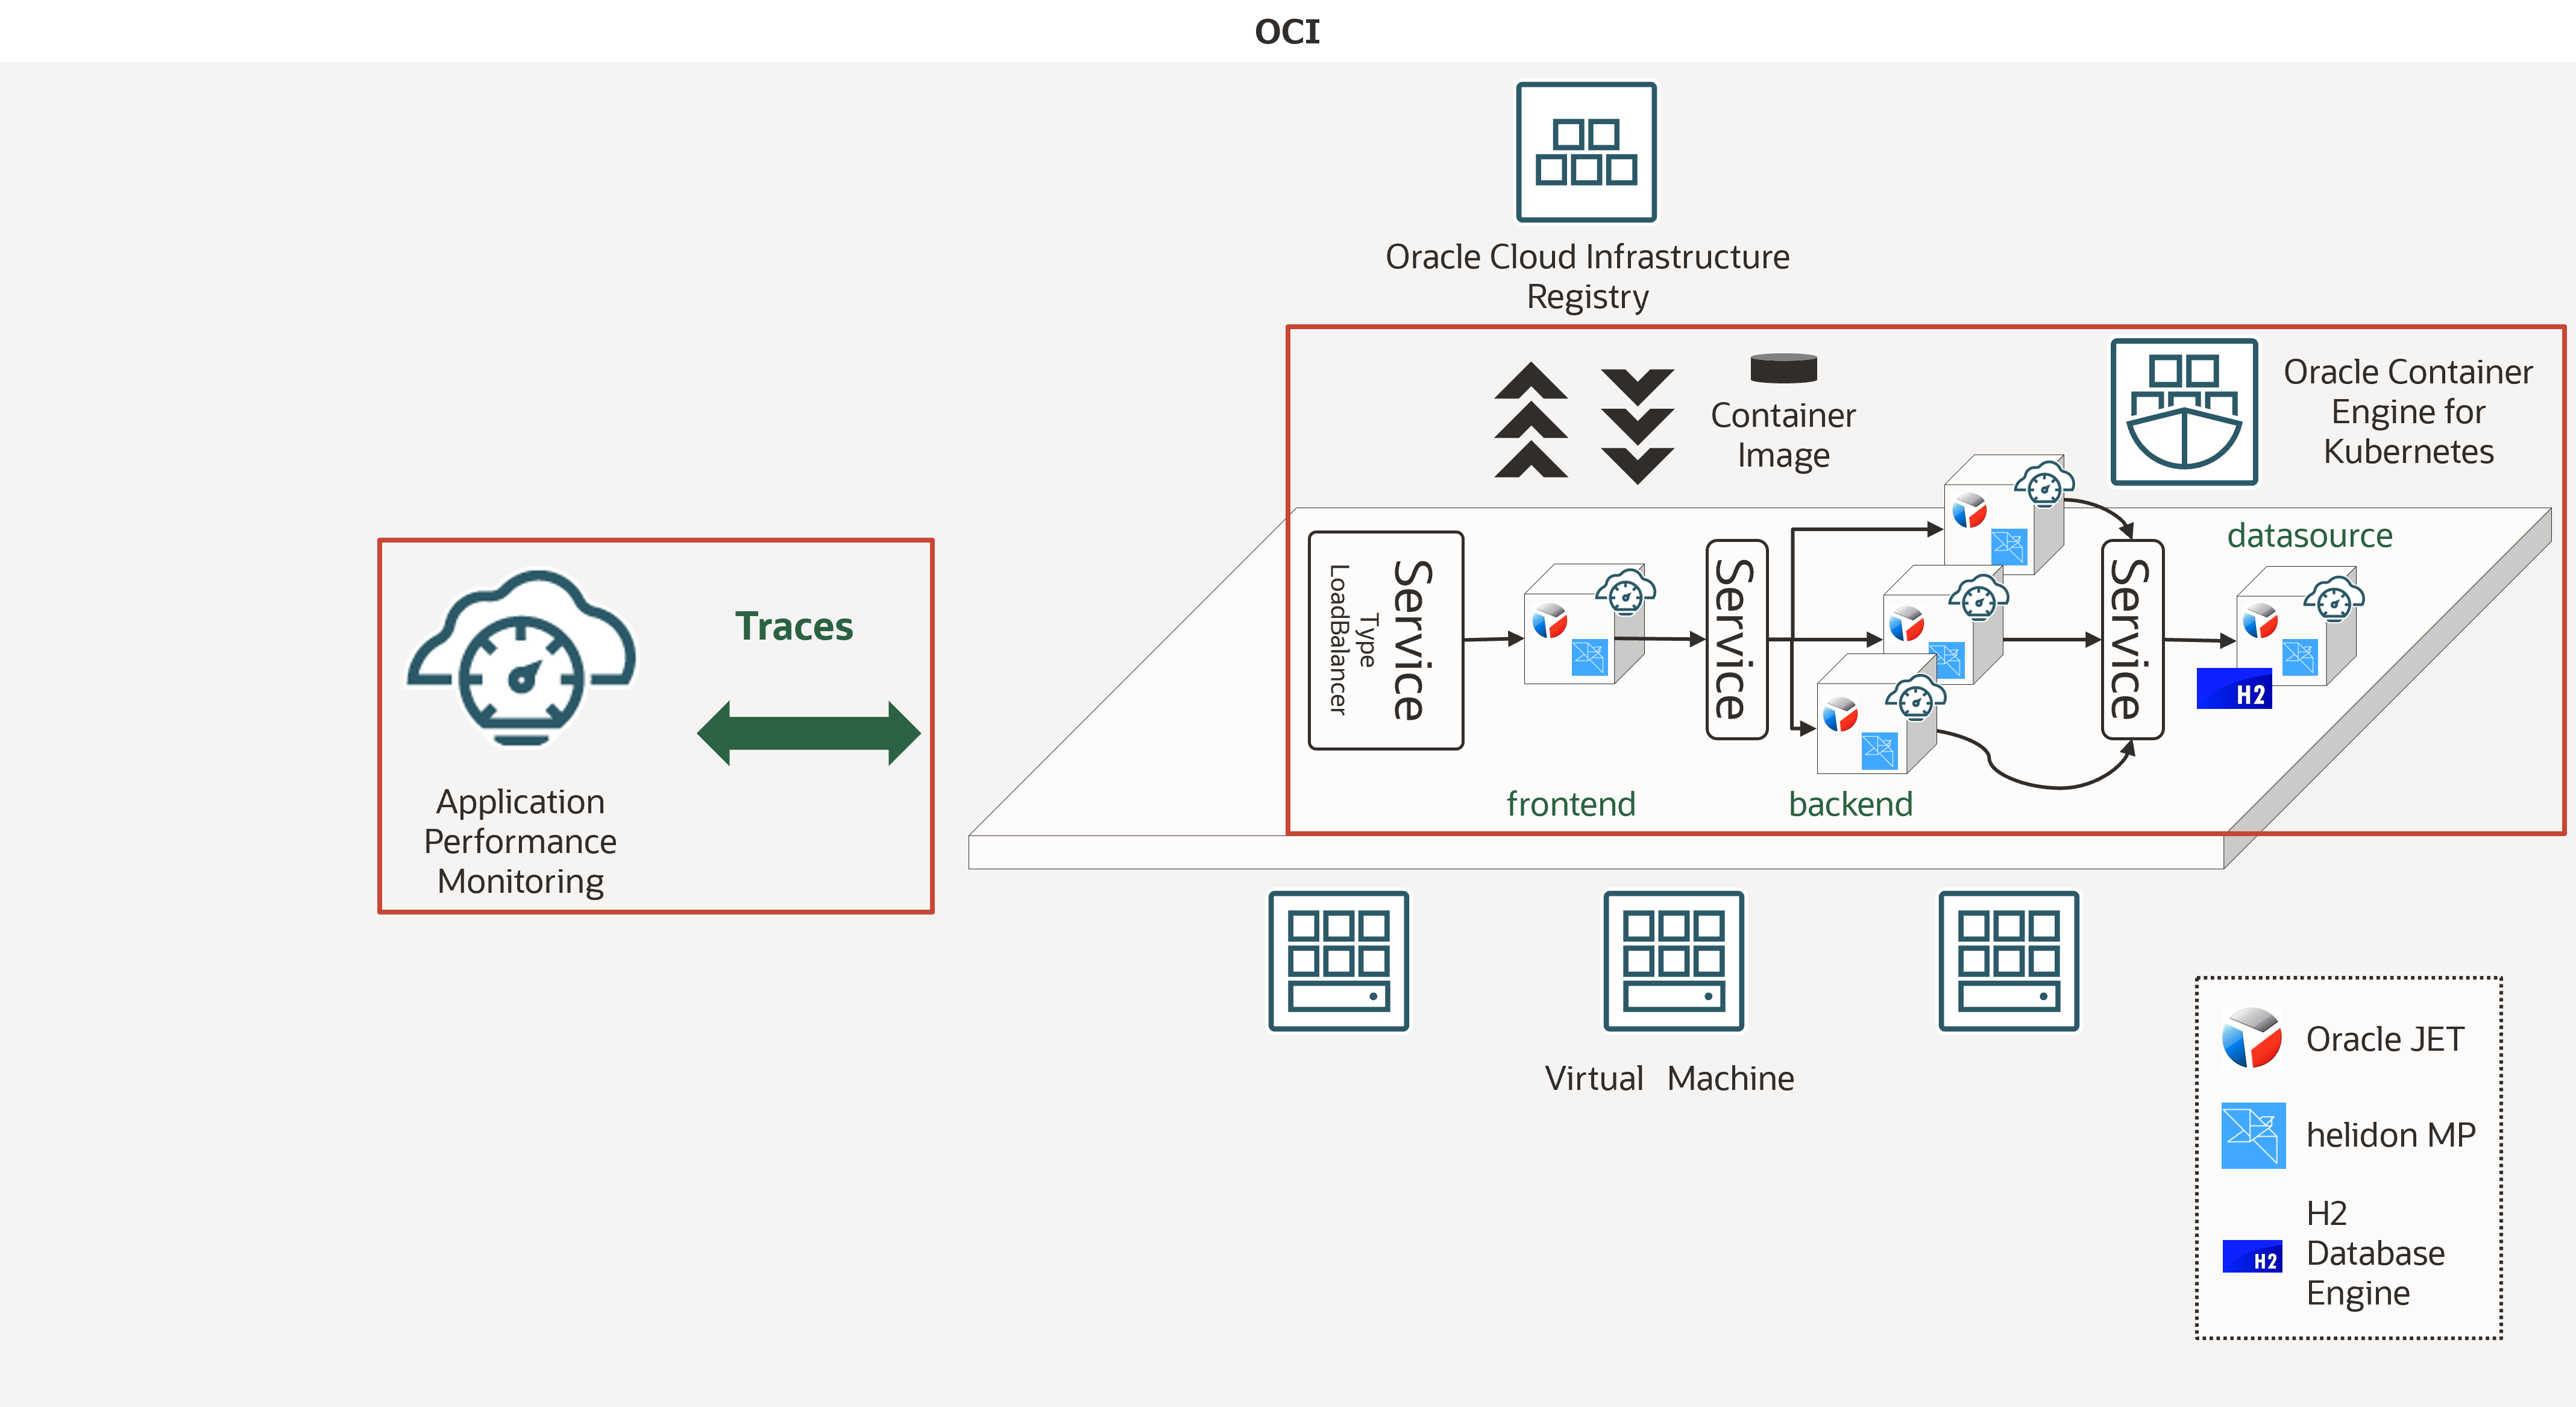 OCI
Oracle Cloud Infrastructure
Registry
Container
Image
Oracle Container
Engine for
Kubernetes
datasource
Service
Type
LoadBalancer
Service
Service
H2
frontend
backend
Traces
Application
Performance
Monitoring
Virtual Machine
Oracle JET
helidon MP
H2
H2
Database
Engine